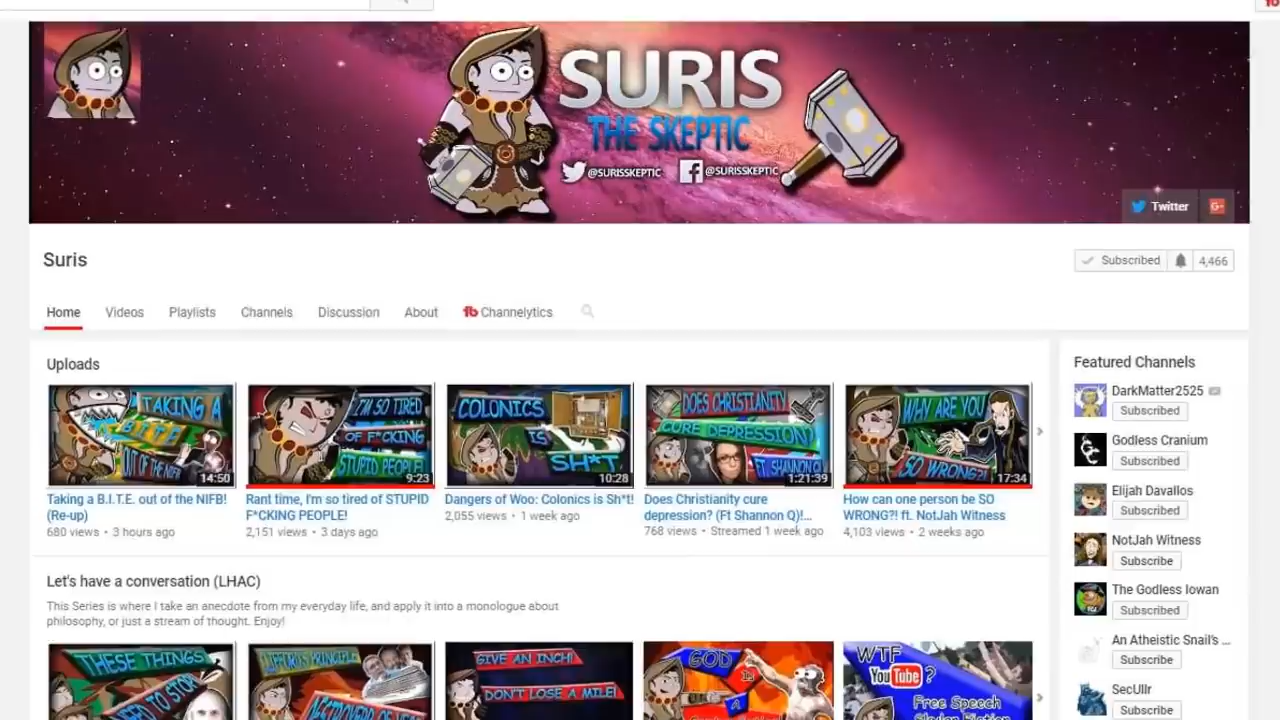 SURIS
THE SKEPTIC
@SURISSKEPTIC @SURISSKEPTIC
Twitter G+
Suris
Subscribed 4,466
Home Videos Playlists Channels Discussion About Channelytics
Uploads
TAKING A
BITE
OUT OF THE NIFB!
14:50
I'M SO TIRED
OF F*CKING
STUPID PEOPLE!
9:23
COLONICS
IS
SH*T
10:28
DOES CHRISTIANITY
CURE DEPRESSION?
FT SHANNON Q!
1:21:39
WHY ARE YOU
SO WRONG?!
17:34
Taking a B.I.T.E. out of the NIFB!
(Re-up)
680 views • 3 hours ago
Rant time, I'm so tired of STUPID
F*CKING PEOPLE!
2,151 views • 3 days ago
Dangers of Woo: Colonics is Sh*t!
2,055 views • 1 week ago
Does Christianity cure
depression? (Ft Shannon Q)!...
768 views • Streamed 1 week ago
How can one person be SO
WRONG?! ft. NotJah Witness
4,103 views • 2 weeks ago
Let's have a conversation (LHAC)
This Series is where I take an anecdote from my everyday life, and apply it into a monologue about
philosophy, or just a stream of thought. Enjoy!
THESE THINGS
NEED TO STOP
GIVE AN INCH!
DON'T LOSE A MILE!
GOD
IS
A
WTF
YouTube?
Free Speech
Featured Channels
DarkMatter2525
Subscribed
Godless Cranium
Subscribed
Elijah Davallos
Subscribed
NotJah Witness
Subscribe
The Godless Iowan
Subscribed
An Atheistic Snail's ...
Subscribe
SecUllr
Subscribe